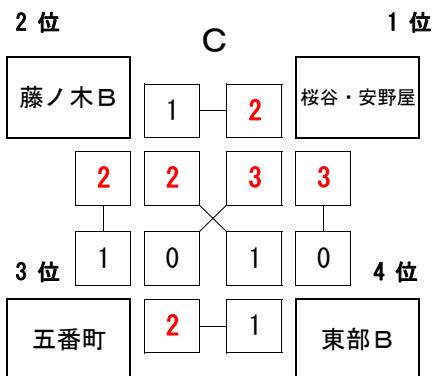 2 位 C 1 位
藤ノ木B 1 2 桜谷・安野屋
2 2 3 3
1 0 1 0
3 位 4 位
五番町 2 1 東部B